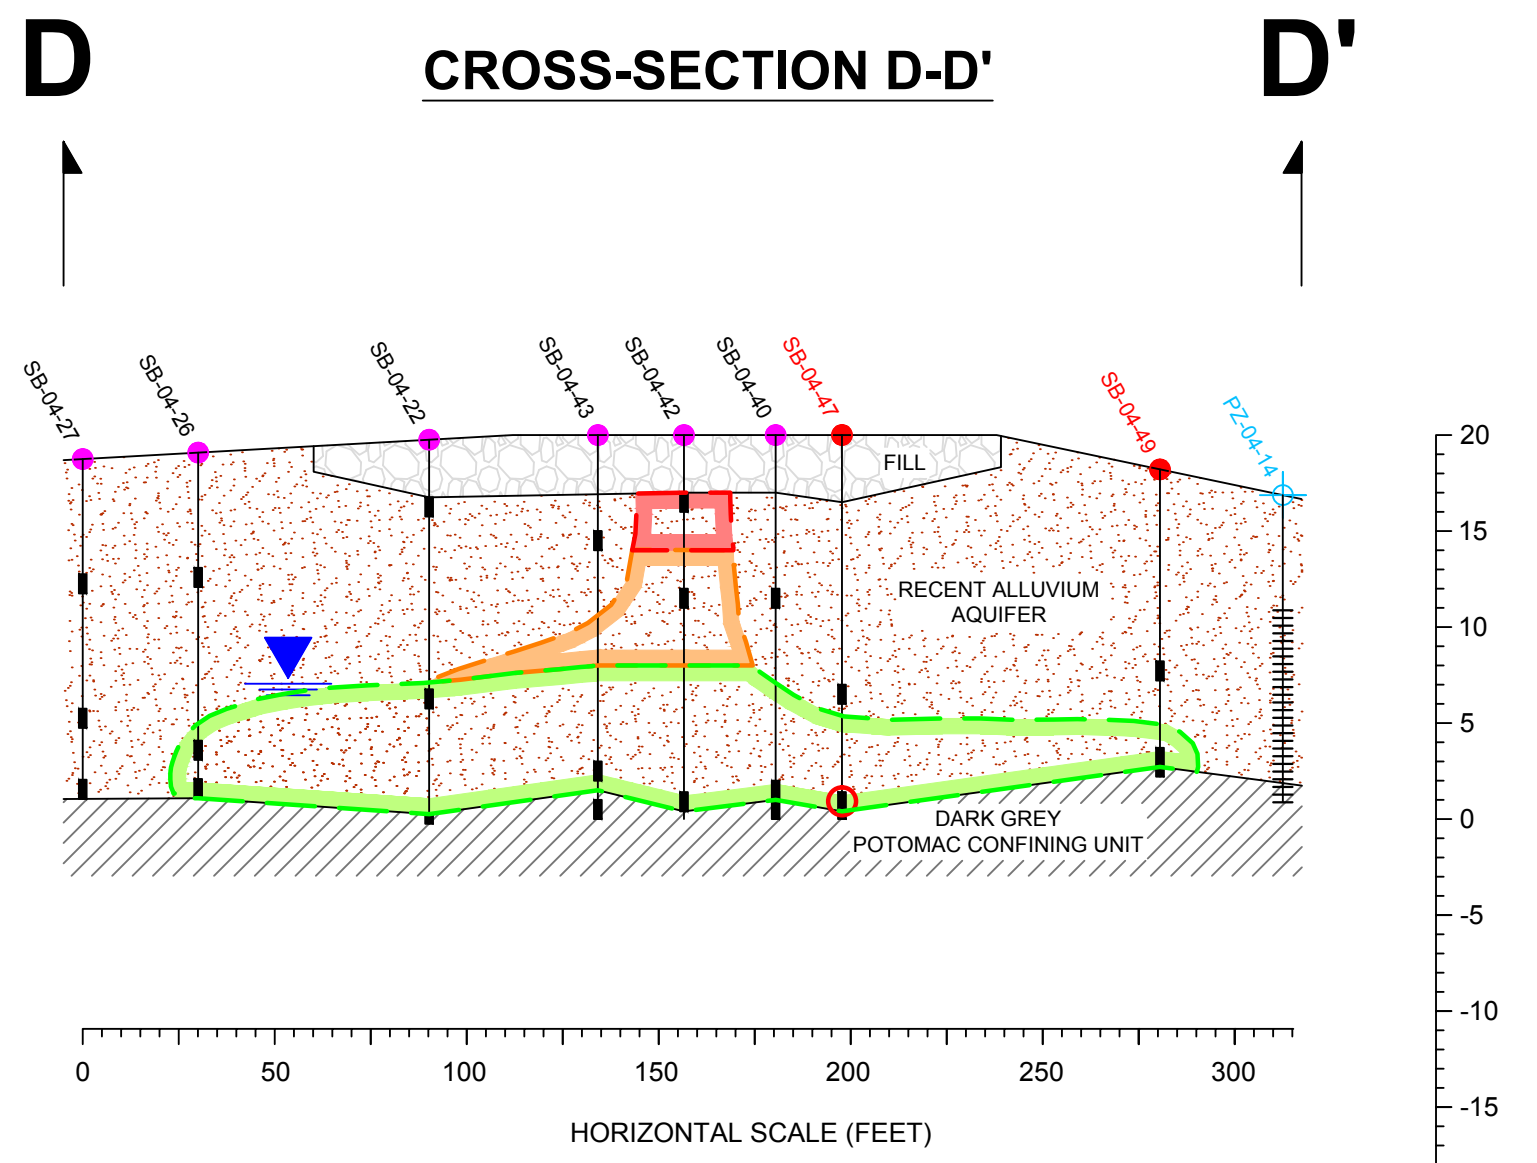 D
CROSS-SECTION D-D'
D'
SB-04-27
SB-04-26
SB-04-22
SB-04-43
SB-04-42
SB-04-40
SB-04-47
SB-04-49
PZ-04-14
FILL
RECENT ALLUVIUM
AQUIFER
DARK GREY
POTOMAC CONFINING UNIT
20
15
10
5
0
-5
-10
-15
0 50 100 150 200 250 300
HORIZONTAL SCALE (FEET)